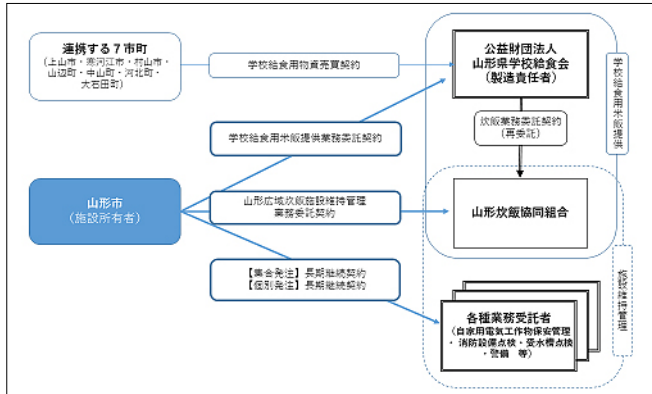 連携する７市町
(上山市・寒河江市・村山市・
山辺町・中山町・河北町・
大石田町)
学校給食用物資売買契約
公益財団法人
山形県学校給食会
(製造責任者)
学校給食用米飯提供
学校給食用米飯提供業務委託契約
炊飯業務委託契約
(再委託)
山形市
(施設所有者)
山形広域炊飯施設維持管理
業務委託契約
山形炊飯協同組合
【集合発注】長期継続契約
【個別発注】長期継続契約
施設維持管理
各種業務受託者
(自家用電気工作物保安管理
・消防設備点検・受水槽点検
・警備 等)